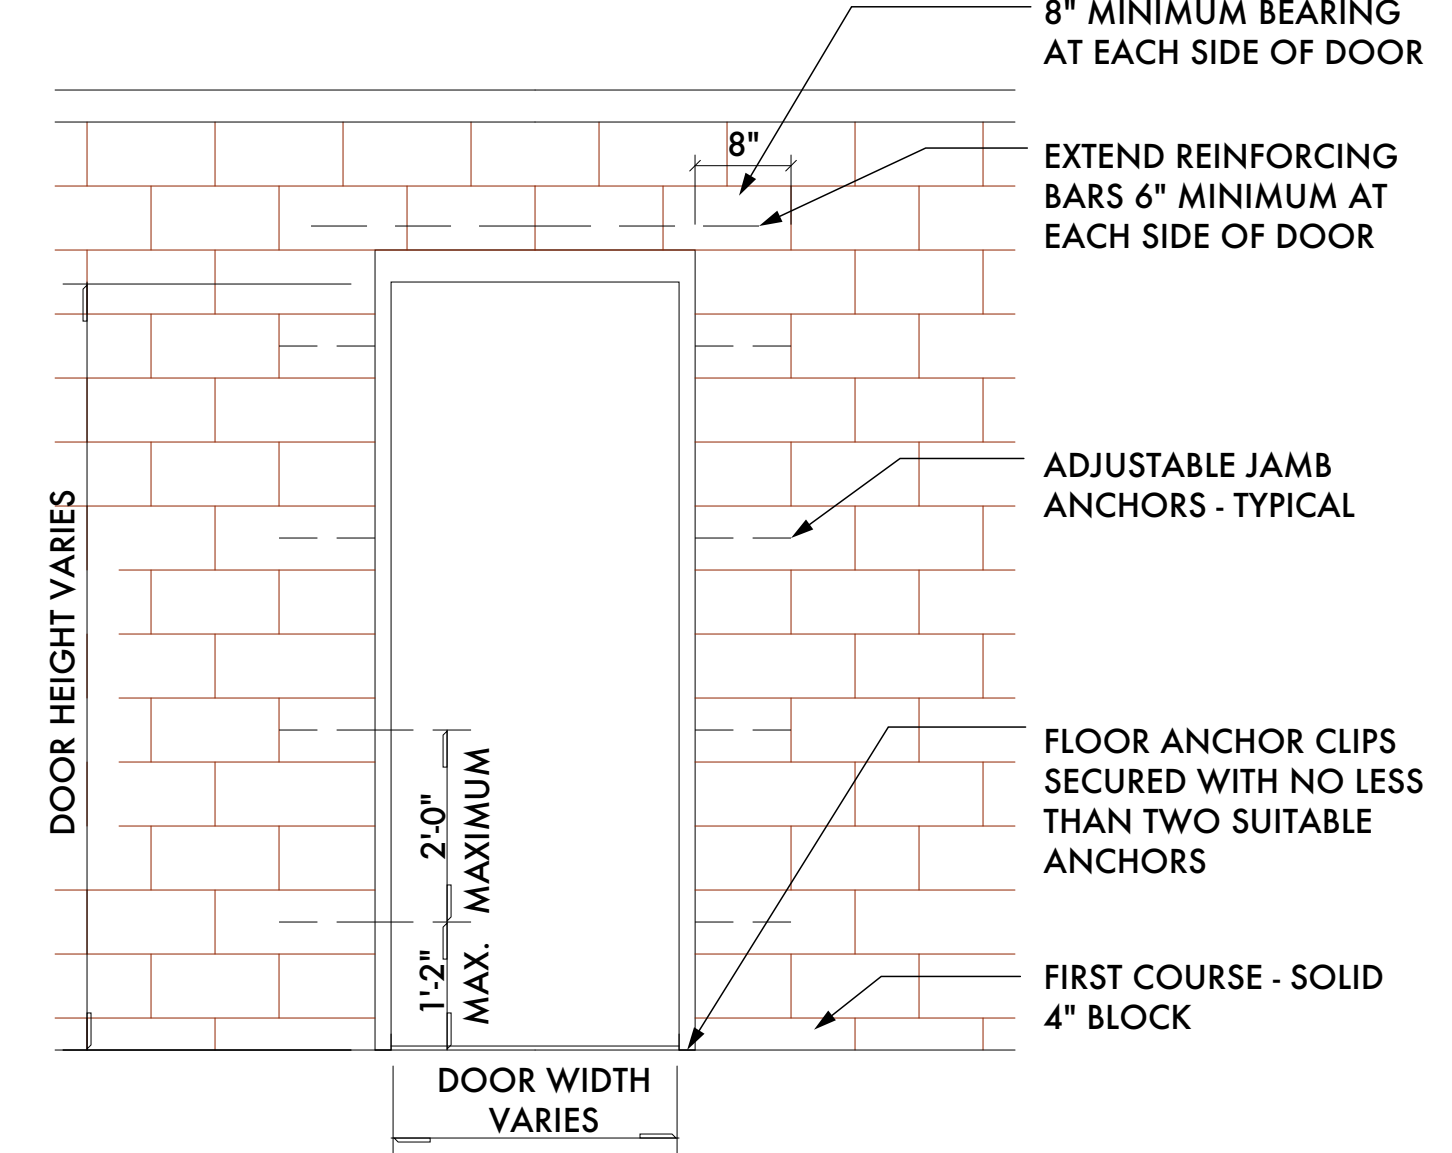 8" MINIMUM BEARING
AT EACH SIDE OF DOOR
8"
EXTEND REINFORCING
BARS 6" MINIMUM AT
EACH SIDE OF DOOR
ADJUSTABLE JAMB
ANCHORS - TYPICAL
DOOR HEIGHT VARIES
2'-0"
MAXIMUM
1'-2"
MAX.
FLOOR ANCHOR CLIPS
SECURED WITH NO LESS
THAN TWO SUITABLE
ANCHORS
FIRST COURSE - SOLID
4" BLOCK
DOOR WIDTH
VARIES